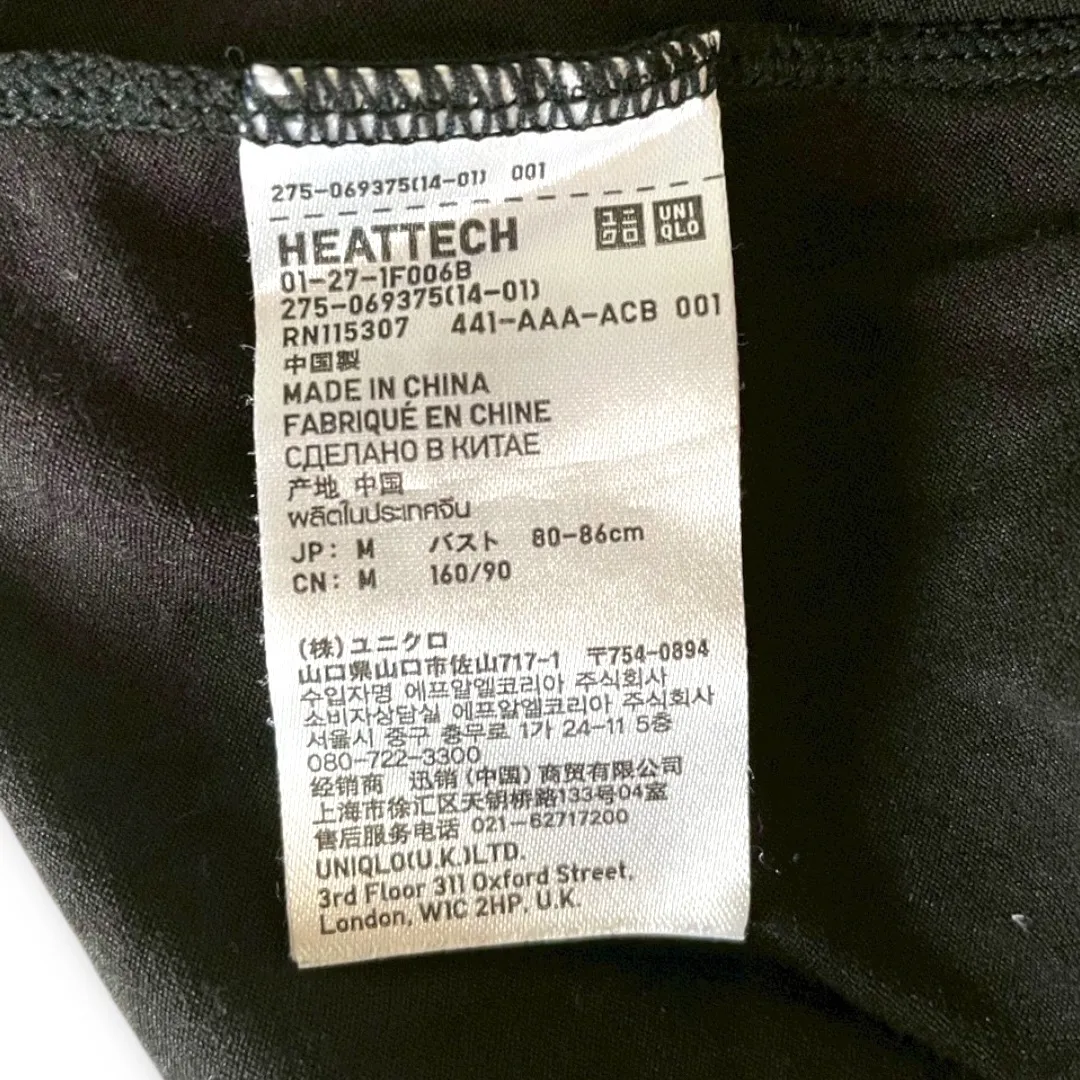 275-069375(14-01) 001
HEATTECH
ユニクロ
UNIQLO
01-27-1F006B
275-069375(14-01)
RN115307 441-AAA-ACB 001
中国製
MADE IN CHINA
FABRIQUÉ EN CHINE
СДЕЛАНО В КИТАЕ
产地 中国
ผลิตในประเทศจีน
JP: M バスト 80-86cm
CN: M 160/90
(株)ユニクロ
山口県山口市佐山717-1 〒754-0894
수입자명 에프알엘코리아 주식회사
소비자상담실 에프알엘코리아 주식회사
서울시 중구 충무로 1가 24-11 5층
080-722-3300
经销商 迅销(中国)商贸有限公司
上海市徐汇区天钥桥路133号04室
售后服务电话 021-62717200
UNIQLO(U.K.)LTD.
3rd Floor 311 Oxford Street,
London, W1C 2HP, U.K.